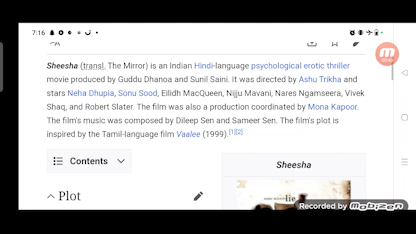 7:16
Sheesha (transl. The Mirror) is an Indian Hindi-language psychological erotic thriller
movie produced by Guddu Dhanoa and Sunil Saini. It was directed by Ashu Trikha and
stars Neha Dhupia, Sonu Sood, Eilidh MacQueen, Nijju Mavani, Nares Ngamseera, Vivek
Shaq, and Robert Slater. The film was also a production coordinated by Mona Kapoor.
The film's music was composed by Dileep Sen and Sameer Sen. The film's plot is
inspired by the Tamil-language film Vaalee (1999).[1][2]
Contents
Sheesha
Plot
lie
Recorded by Mobizen